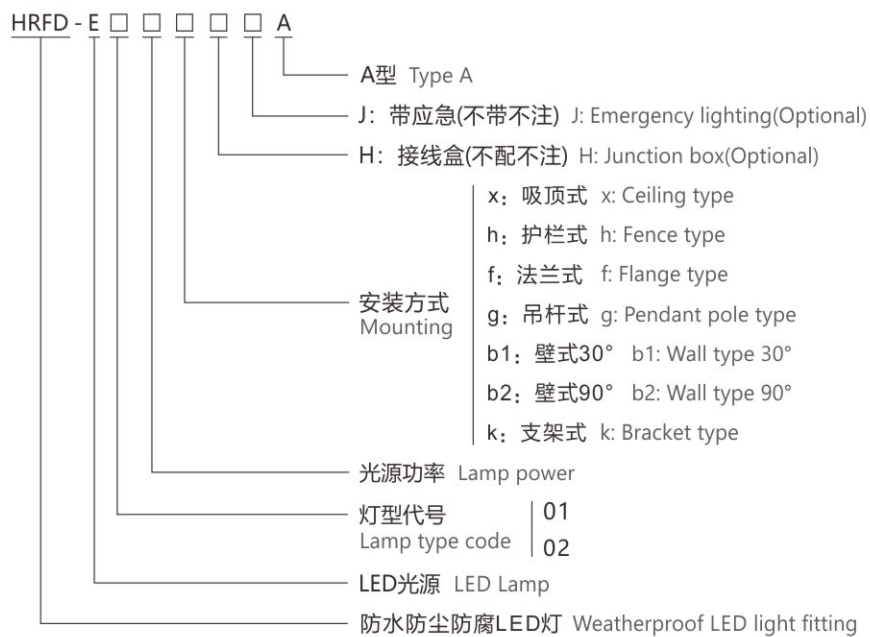 HRFD - E □ □ □ □ □ A
A型 Type A
J: 带应急(不带不注) J: Emergency lighting(Optional)
H: 接线盒(不配不注) H: Junction box(Optional)
x: 吸顶式 x: Ceiling type
h: 护栏式 h: Fence type
f: 法兰式 f: Flange type
安装方式
Mounting
g: 吊杆式 g: Pendant pole type
b1: 壁式30° b1: Wall type 30°
b2: 壁式90° b2: Wall type 90°
k: 支架式 k: Bracket type
光源功率 Lamp power
灯型代号
Lamp type code
01
02
LED光源 LED Lamp
防水防尘防腐LED灯 Weatherproof LED light fitting